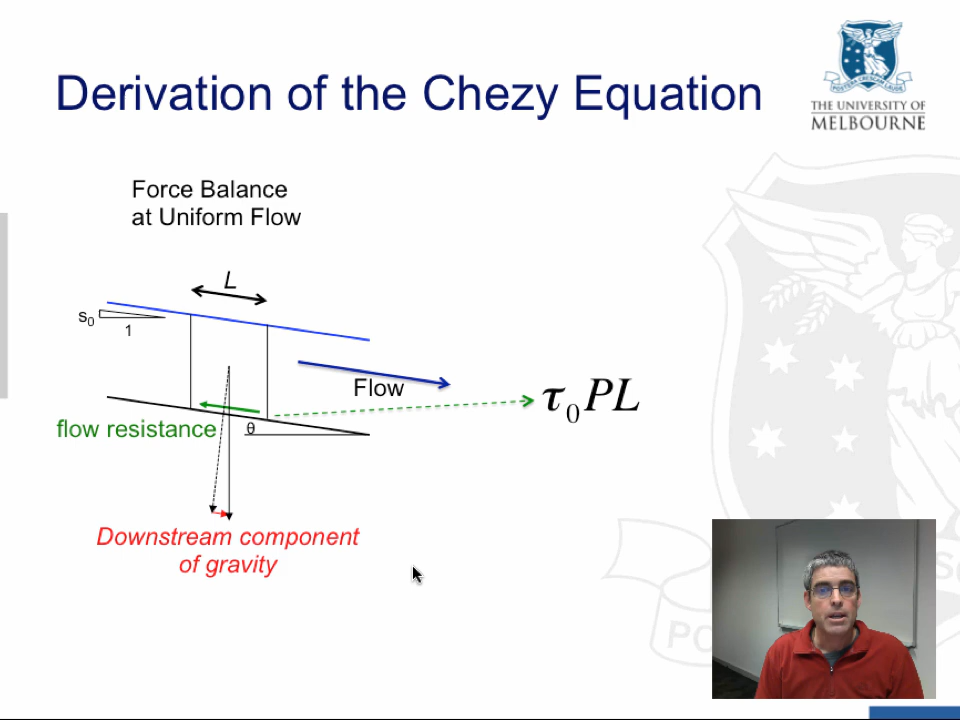 Derivation of the Chezy Equation
THE UNIVERSITY OF
MELBOURNE
Force Balance
at Uniform Flow
L
s₀
1
Flow
τ₀PL
flow resistance
θ
Downstream component
of gravity